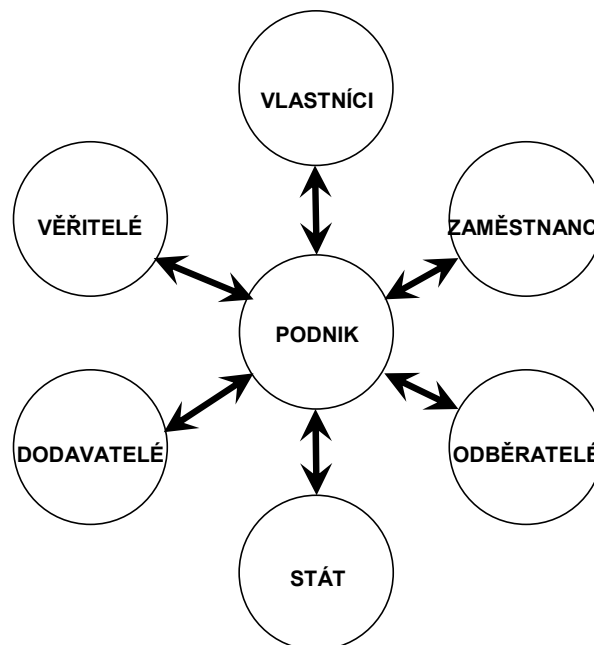 VLASTNÍCI
VĚŘITELÉ
ZAMĚSTNANC
PODNIK
DODAVATELÉ
ODBĚRATELÉ
STÁT